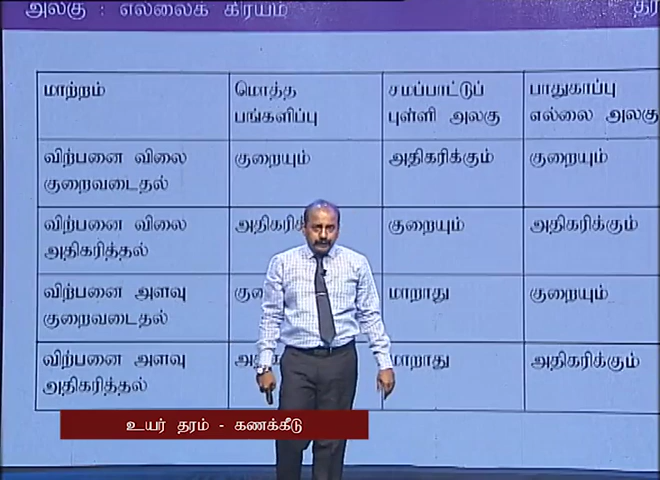 அலகு : எல்லைக் கிரயம்
மாற்றம்
மொத்த
பங்களிப்பு
சமப்பாட்டுப்
புள்ளி அலகு
பாதுகாப்பு
எல்லை அலகு
விற்பனை விலை
குறைவடைதல்
குறையும்
அதிகரிக்கும்
குறையும்
விற்பனை விலை
அதிகரித்தல்
குறையும்
அதிகரிக்கும்
விற்பனை அளவு
குறைவடைதல்
மாறாது
குறையும்
விற்பனை அளவு
அதிகரித்தல்
மாறாது
அதிகரிக்கும்
உயர் தரம் - கணக்கீடு